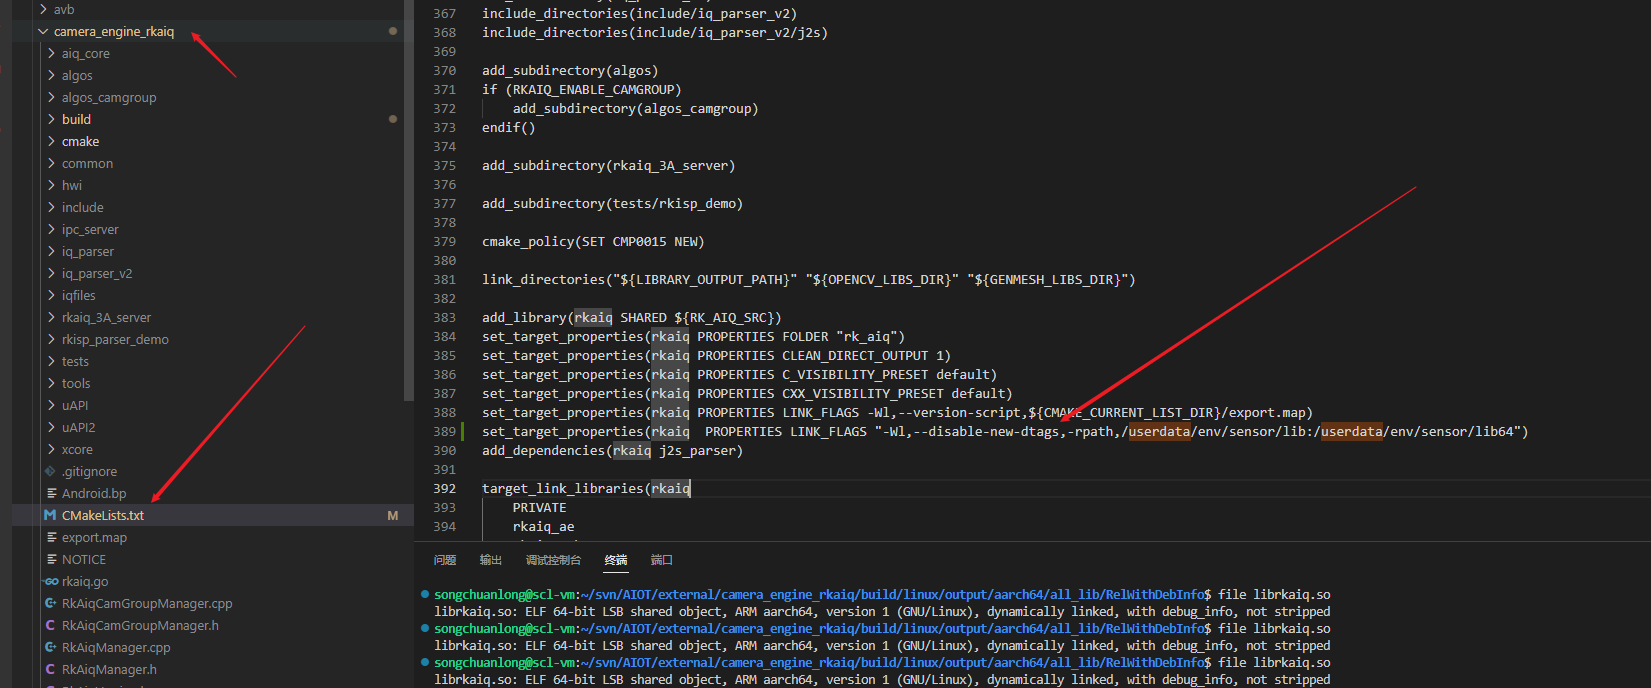 avb
camera_engine_rkaiq
aiq_core
algos
algos_camgroup
build
cmake
common
hwi
include
ipc_server
iq_parser
iq_parser_v2
iqfiles
rkaiq_3A_server
rkisp_parser_demo
tests
tools
uAPI
uAPI2
xcore
.gitignore
Android.bp
CMakeLists.txt M
export.map
NOTICE
rkaiq.go
RkAiqCamGroupManager.cpp
RkAiqCamGroupManager.h
RkAiqManager.cpp
RkAiqManager.h
367 include_directories(include/iq_parser_v2)
368 include_directories(include/iq_parser_v2/j2s)
369
370 add_subdirectory(algos)
371 if (RKAIQ_ENABLE_CAMGROUP)
372 add_subdirectory(algos_camgroup)
373 endif()
374
375 add_subdirectory(rkaiq_3A_server)
376
377 add_subdirectory(tests/rkisp_demo)
378
379 cmake_policy(SET CMP0015 NEW)
380
381 link_directories("${LIBRARY_OUTPUT_PATH}" "${OPENCV_LIBS_DIR}" "${GENMESH_LIBS_DIR}")
382
383 add_library(rkaiq SHARED ${RK_AIQ_SRC})
384 set_target_properties(rkaiq PROPERTIES FOLDER "rk_aiq")
385 set_target_properties(rkaiq PROPERTIES CLEAN_DIRECT_OUTPUT 1)
386 set_target_properties(rkaiq PROPERTIES C_VISIBILITY_PRESET default)
387 set_target_properties(rkaiq PROPERTIES CXX_VISIBILITY_PRESET default)
388 set_target_properties(rkaiq PROPERTIES LINK_FLAGS -Wl,--version-script,${CMAKE_CURRENT_LIST_DIR}/export.map)
389 set_target_properties(rkaiq  PROPERTIES LINK_FLAGS "-Wl,--disable-new-dtags,-rpath,/userdata/env/sensor/lib:/userdata/env/sensor/lib64")
390 add_dependencies(rkaiq j2s_parser)
391
392 target_link_libraries(rkaiq
393 PRIVATE
394 rkaiq_ae
问题 输出 调试控制台 终端 端口
songchuanlong@scl-vm:~/svn/AIOT/external/camera_engine_rkaiq/build/linux/output/aarch64/all_lib/RelWithDebInfo$ file librkaiq.so
librkaiq.so: ELF 64-bit LSB shared object, ARM aarch64, version 1 (GNU/Linux), dynamically linked, with debug_info, not stripped
songchuanlong@scl-vm:~/svn/AIOT/external/camera_engine_rkaiq/build/linux/output/aarch64/all_lib/RelWithDebInfo$ file librkaiq.so
librkaiq.so: ELF 64-bit LSB shared object, ARM aarch64, version 1 (GNU/Linux), dynamically linked, with debug_info, not stripped
songchuanlong@scl-vm:~/svn/AIOT/external/camera_engine_rkaiq/build/linux/output/aarch64/all_lib/RelWithDebInfo$ file librkaiq.so
librkaiq.so: ELF 64-bit LSB shared object, ARM aarch64, version 1 (GNU/Linux), dynamically linked, with debug_info, not stripped